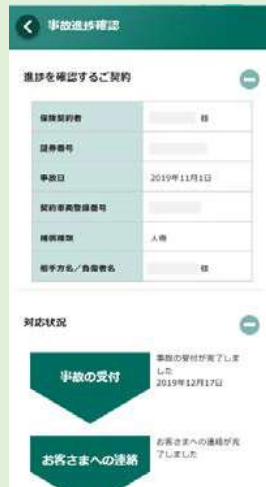 事故進捗確認
進捗を確認するご契約
保険契約者 様
証券番号
事故日 2019年11月1日
契約車両登録番号
補償種類 人傷
相手方名/負傷者名 様
対応状況
事故の受付
事故の受付が完了しま
した
2019年12月17日
お客さまへの連絡
お客さまへの連絡が完
了しました